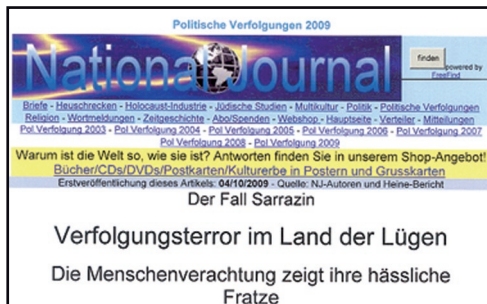 Politische Verfolgungen 2009
National Journal
finden
powered by
FreeFind
Briefe - Heuschrecken - Holocaust-Industrie - Jüdische Studien - Multikultur - Politik - Politische Verfolgungen
Religion - Wortmeldungen - Zeitgeschichte - Abo/Spenden - Webshop - Hauptseite - Verteiler - Mitteilungen
Pol.Verfolgung 2003 - Pol.Verfolgung 2004 - Pol.Verfolgung 2005 - Pol.Verfolgung 2006 - Pol.Verfolgung 2007
Pol.Verfolgung 2008 - Pol.Verfolgung 2009
Warum ist die Welt so, wie sie ist? Antworten finden Sie in unserem Shop-Angebot!
Bücher/CDs/DVDs/Postkarten/Kulturerbe in Postern und Grusskarten
Erstveröffentlichung dieses Artikels: 04/10/2009 - Quelle: NJ-Autoren und Heine-Bericht
Der Fall Sarrazin
Verfolgungsterror im Land der Lügen
Die Menschenverachtung zeigt ihre hässliche
Fratze